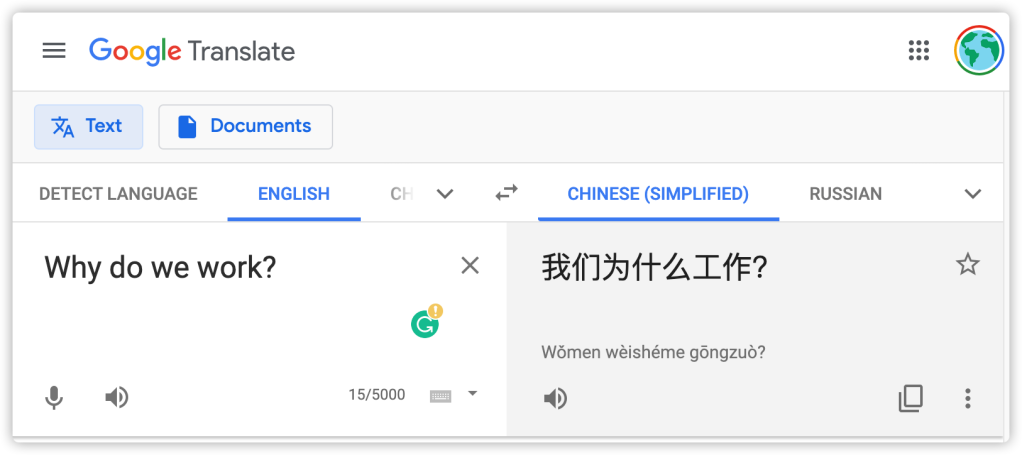 Google Translate
Text Documents
DETECT LANGUAGE ENGLISH CH CHINESE (SIMPLIFIED) RUSSIAN
Why do we work?
我们为什么工作?
Wǒmen wèishéme gōngzuò?
15/5000